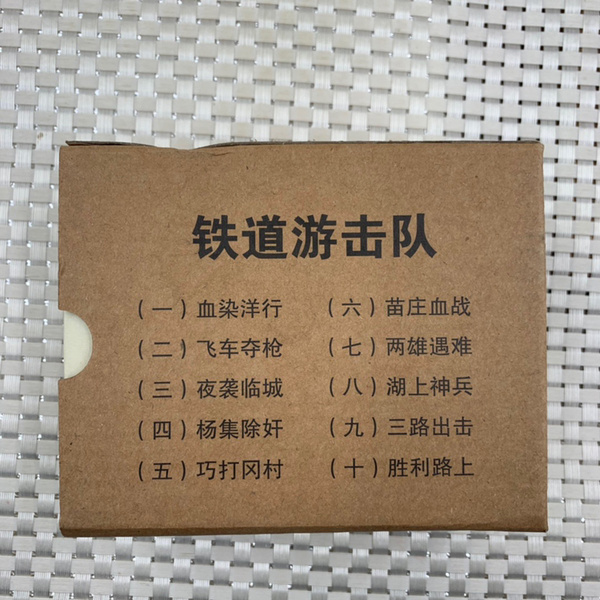 铁道游击队
（一）血染洋行
（二）飞车夺枪
（三）夜袭临城
（四）杨集除奸
（五）巧打冈村
（六）苗庄血战
（七）两雄遇难
（八）湖上神兵
（九）三路出击
（十）胜利路上